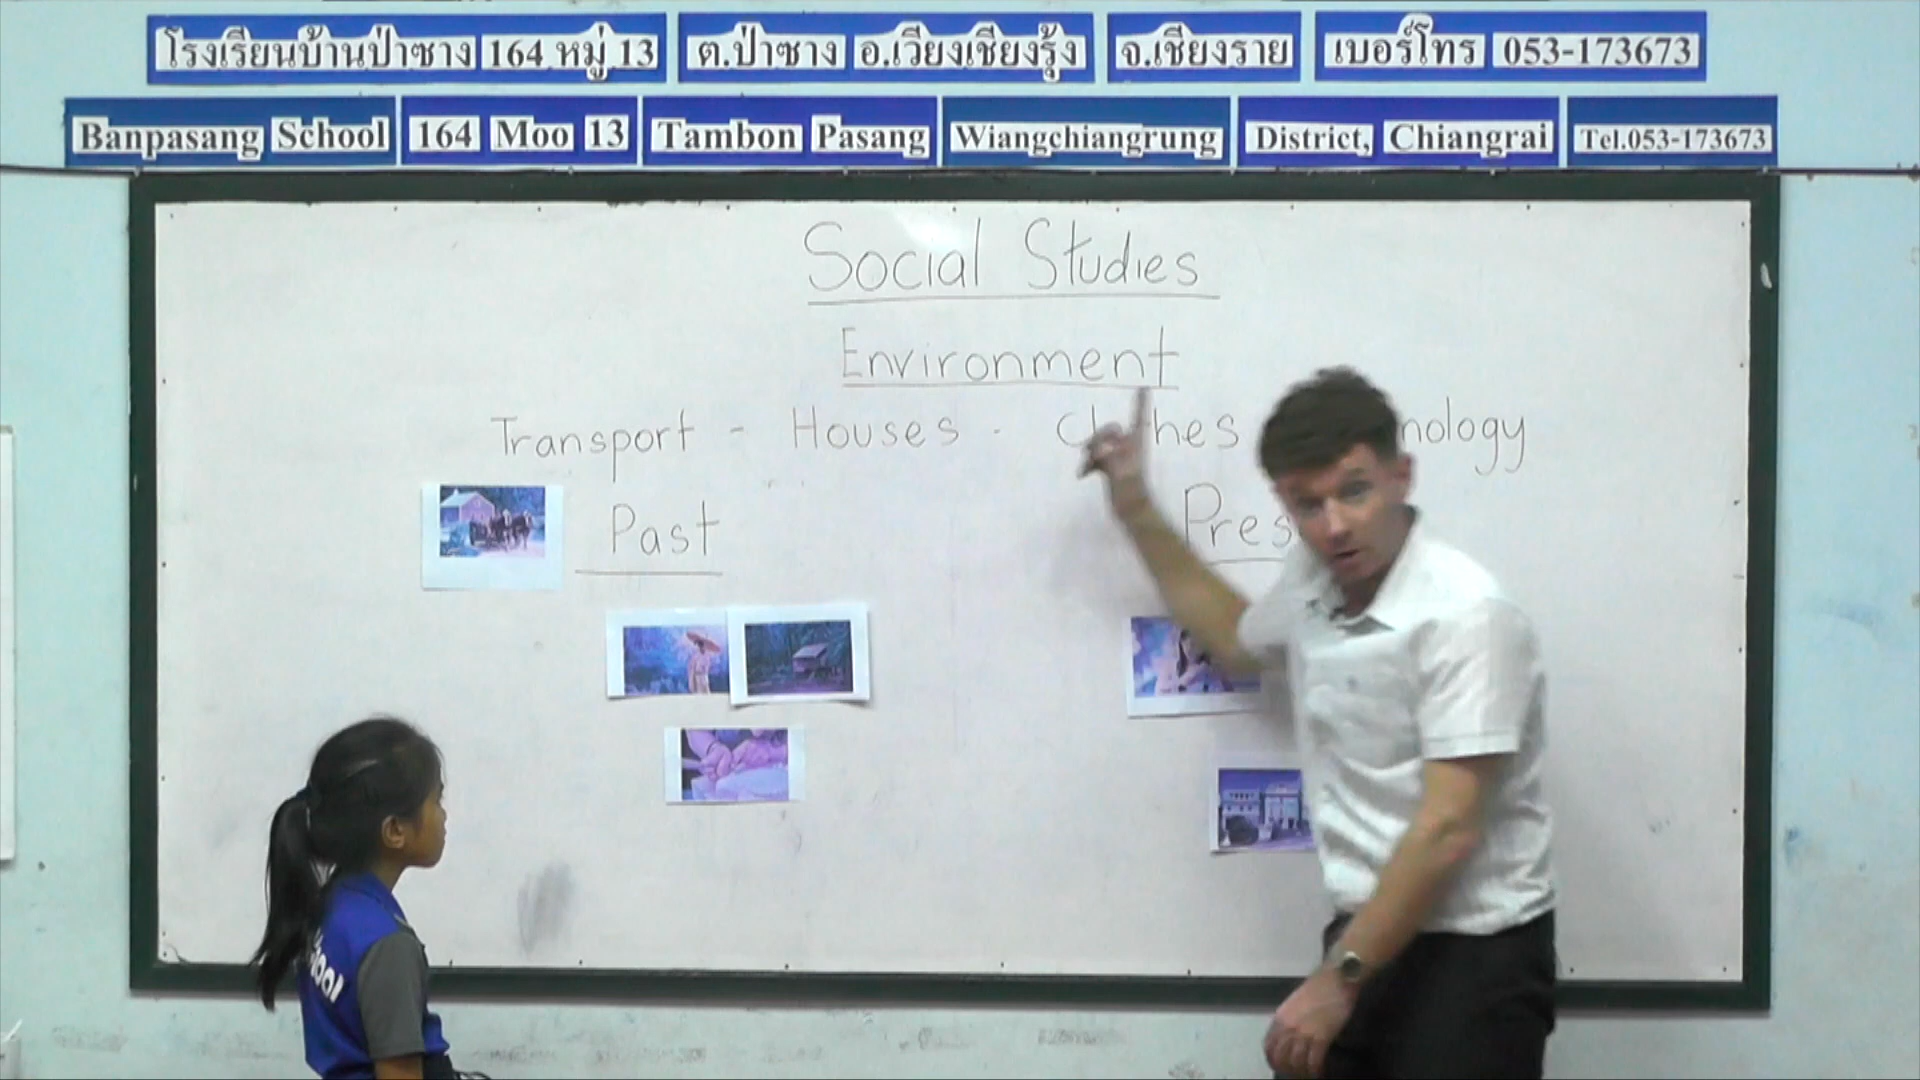 โรงเรียนบ้านป่าซาง 164 หมู่ 13 ต.ป่าซาง อ.เวียงเชียงรุ้ง จ.เชียงราย เบอร์โทร 053-173673
Banpasang School 164 Moo 13 Tambon Pasang Wiangchiangrung District, Chiangrai Tel.053-173673
Social Studies
Environment
Transport - Houses - 
Past